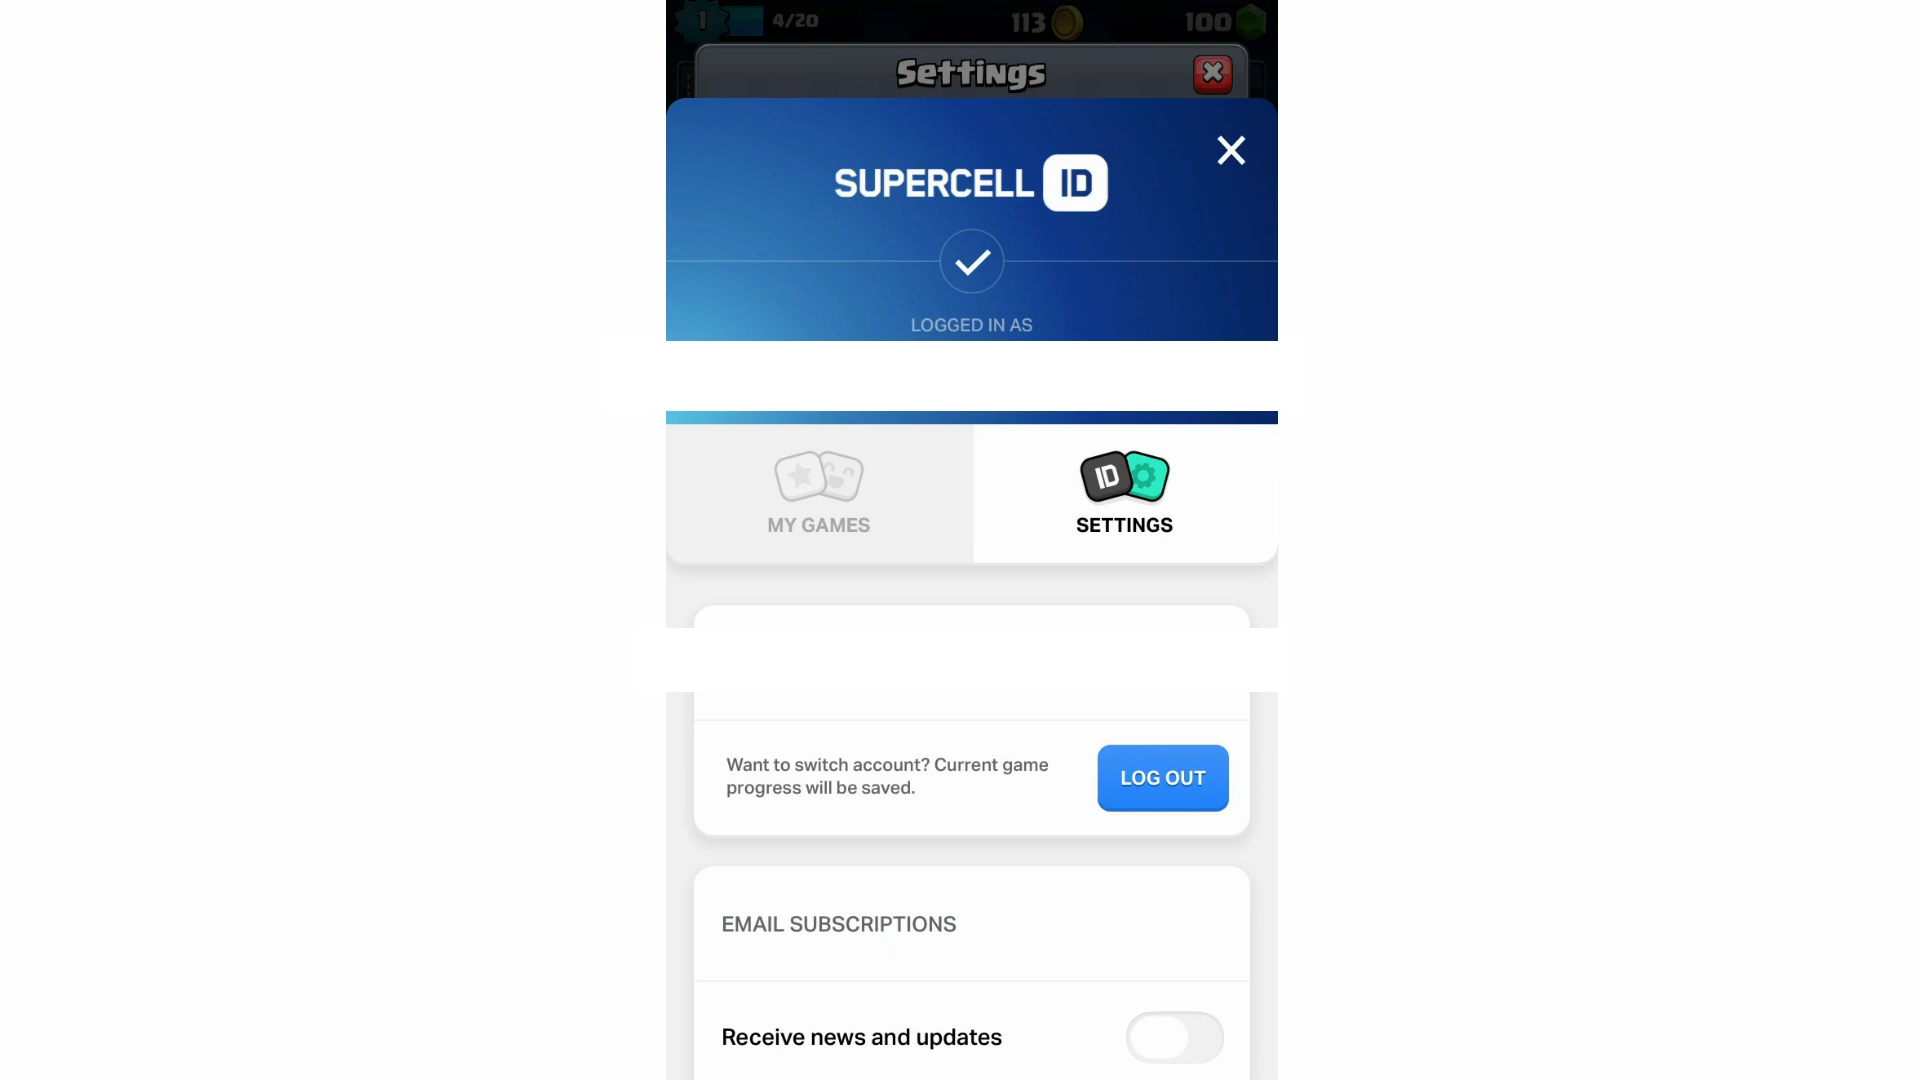 1 4/20 113 100
Settings
SUPERCELL ID
LOGGED IN AS
MY GAMES
ID
SETTINGS
Want to switch account? Current game
progress will be saved.
LOG OUT
EMAIL SUBSCRIPTIONS
Receive news and updates